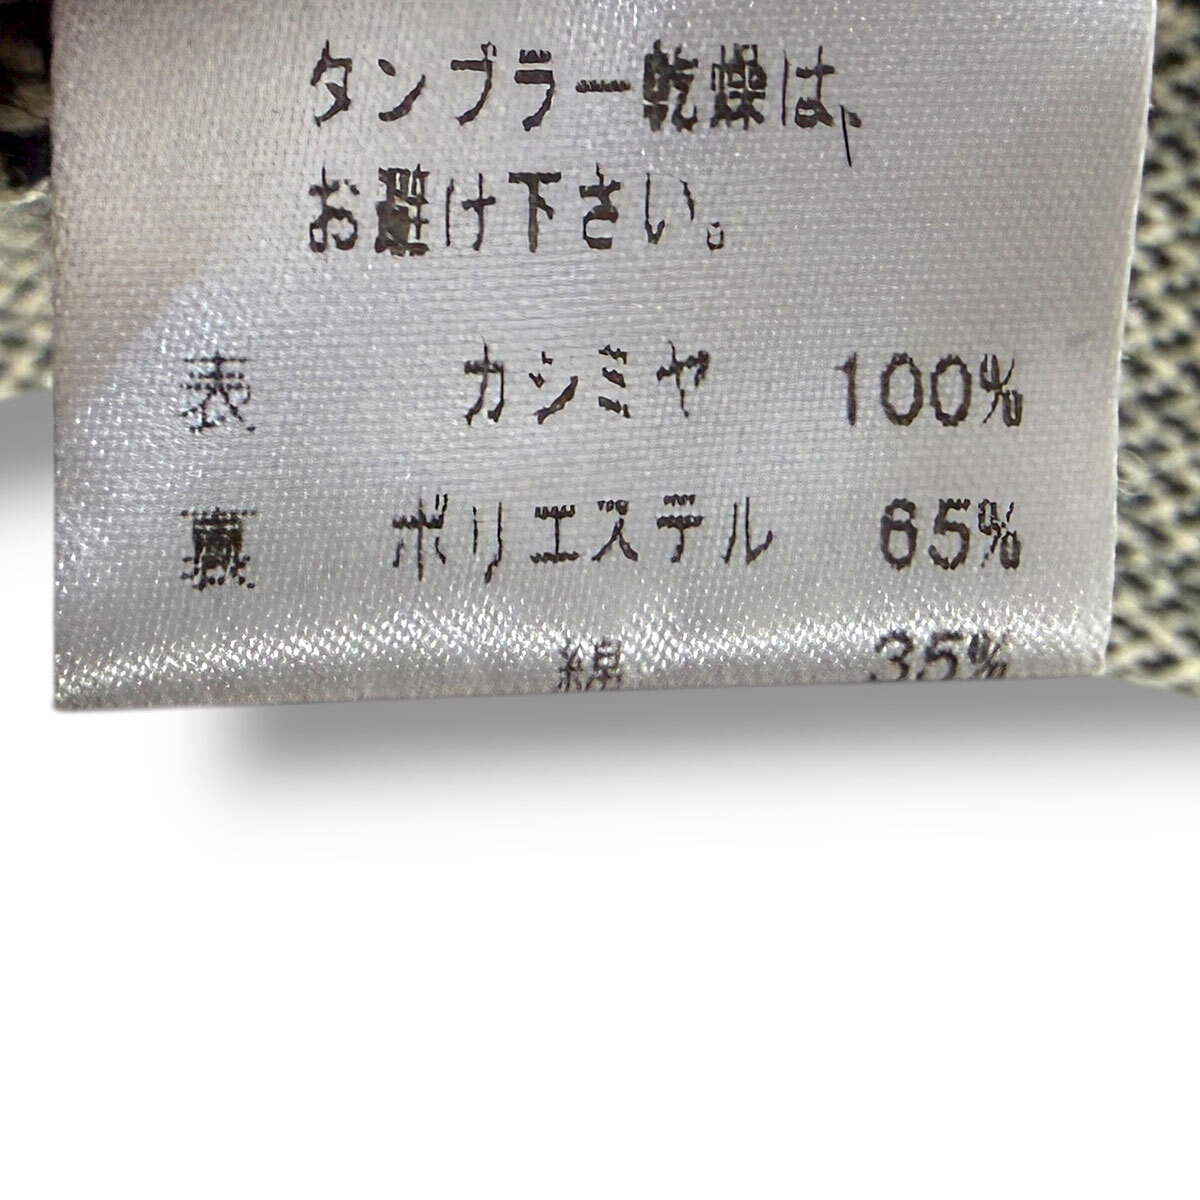 タンブラー乾燥は、
お避け下さい。
表 カシミヤ 100%
裏 ポリエステル 65%
綿 35%